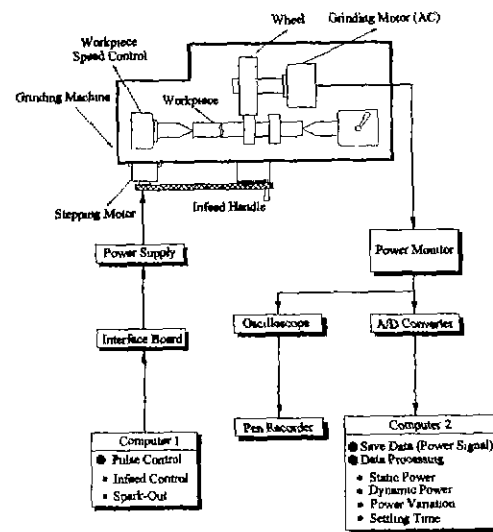 Wheel
Grinding Motor (AC)
Workpiece
Speed Control
Grinding Machine
Workpiece
Stepping Motor
Infeed Handle
Power Supply
Power Monitor
Interface Board
Oscilloscope
A/D Converter
Pen Recorder
Computer 1
● Pulse Control
• Infeed Control
• Spark-Out
Computer 2
● Save Data (Power Signal)
● Data Processing
• Static Power
• Dynamic Power
• Power Variation
• Settling Time